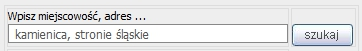 Wpisz miejscowość, adres ...
kamienica, stronie śląskie szukaj